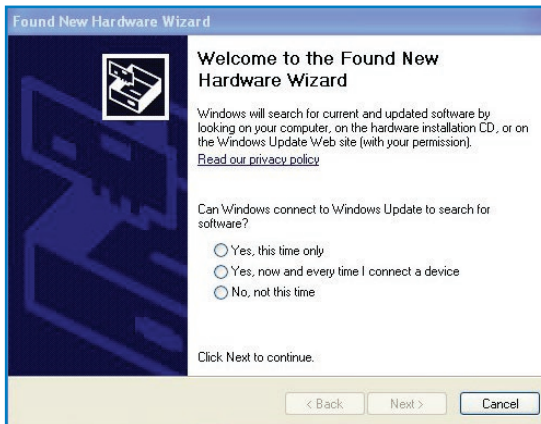 Found New Hardware Wizard
Welcome to the Found New
Hardware Wizard
Windows will search for current and updated software by
looking on your computer, on the hardware installation CD, or on
the Windows Update Web site (with your permission).
Read our privacy policy
Can Windows connect to Windows Update to search for
software?
Yes, this time only
Yes, now and every time I connect a device
No, not this time
Click Next to continue.
< Back Next > Cancel